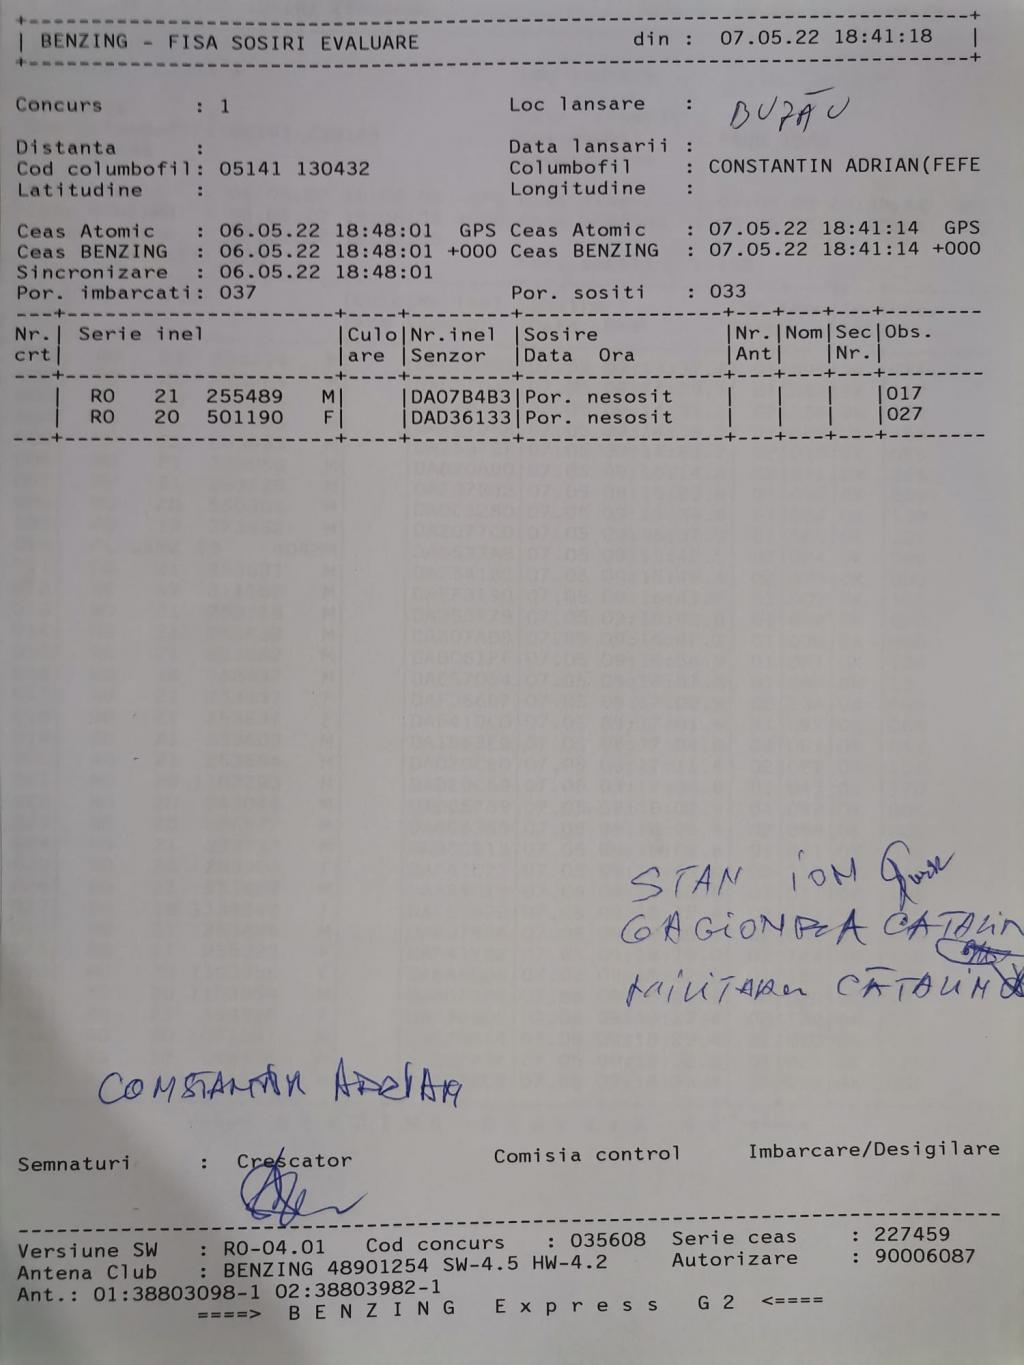 BENZING - FISA SOSIRI EVALUARE din : 07.05.22 18:41:18
Concurs : 1 Loc lansare : BUZĂU
Distanta : Data lansarii :
Cod columbofil: 05141 130432 Columbofil : CONSTANTIN ADRIAN(FEFE
Latitudine : Longitudine :
Ceas Atomic : 06.05.22 18:48:01 GPS Ceas Atomic : 07.05.22 18:41:14 GPS
Ceas BENZING : 06.05.22 18:48:01 +000 Ceas BENZING : 07.05.22 18:41:14 +000
Sincronizare : 06.05.22 18:48:01
Por. imbarcati: 037 Por. sositi : 033
Nr.| Serie inel |Culo|Nr.inel |Sosire |Nr.|Nom|Sec|Obs.
crt| |are |Senzor |Data Ora |Ant| |Nr.|
| RO 21 255489 M| |DA07B4B3|Por. nesosit | | | |017
| RO 20 501190 F| |DAD36133|Por. nesosit | | | |027
STAN ION
CATALIN
MILITARU CĂTALIN
CONSTANTIN ADRIAN
Semnaturi : Crescator Comisia control Imbarcare/Desigilare
Versiune SW : RO-04.01 Cod concurs : 035608 Serie ceas : 227459
Antena Club : BENZING 48901254 SW-4.5 HW-4.2 Autorizare : 90006087
Ant.: 01:38803098-1 02:38803982-1
====> B E N Z I N G E x p r e s s G 2 <====